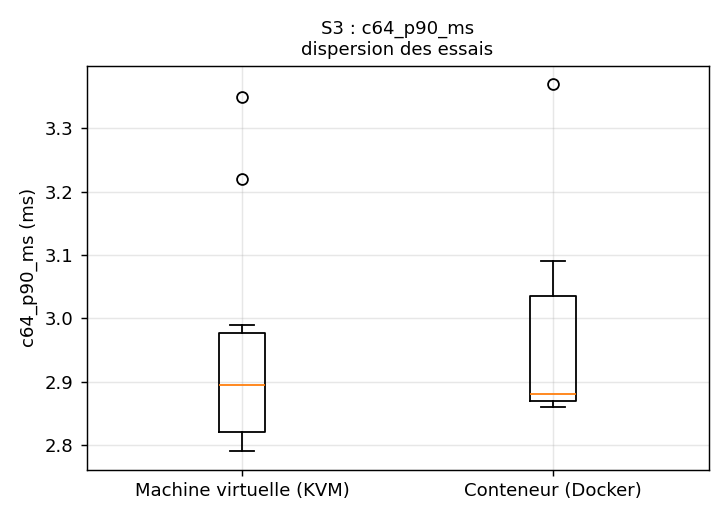 S3 : c64_p90_ms
dispersion des essais
c64_p90_ms (ms)
3.3
3.2
3.1
3.0
2.9
2.8
Machine virtuelle (KVM)
Conteneur (Docker)